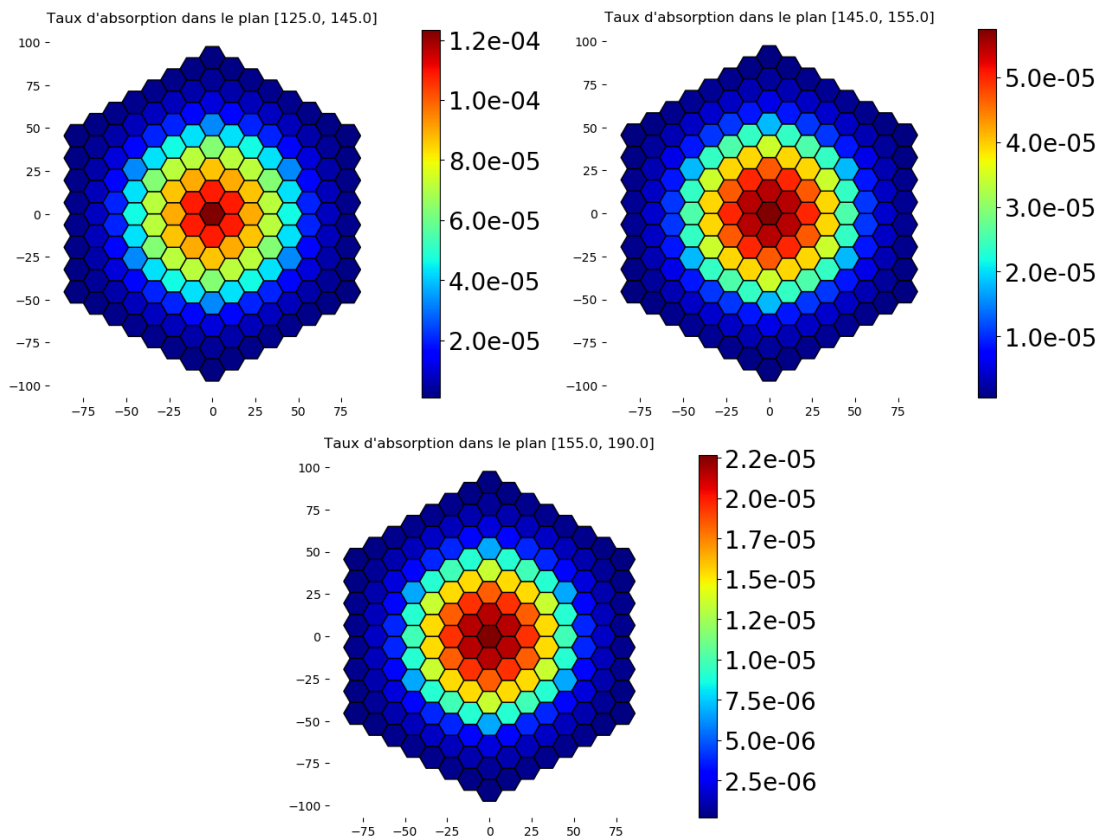 Taux d'absorption dans le plan [125.0, 145.0]
100
75
50
25
0
−25
−50
−75
−100
−75 −50 −25 0 25 50 75
1.2e-04
1.0e-04
8.0e-05
6.0e-05
4.0e-05
2.0e-05
Taux d'absorption dans le plan [145.0, 155.0]
100
75
50
25
0
−25
−50
−75
−100
−75 −50 −25 0 25 50 75
5.0e-05
4.0e-05
3.0e-05
2.0e-05
1.0e-05
Taux d'absorption dans le plan [155.0, 190.0]
100
75
50
25
0
−25
−50
−75
−100
−75 −50 −25 0 25 50 75
2.2e-05
2.0e-05
1.7e-05
1.5e-05
1.2e-05
1.0e-05
7.5e-06
5.0e-06
2.5e-06